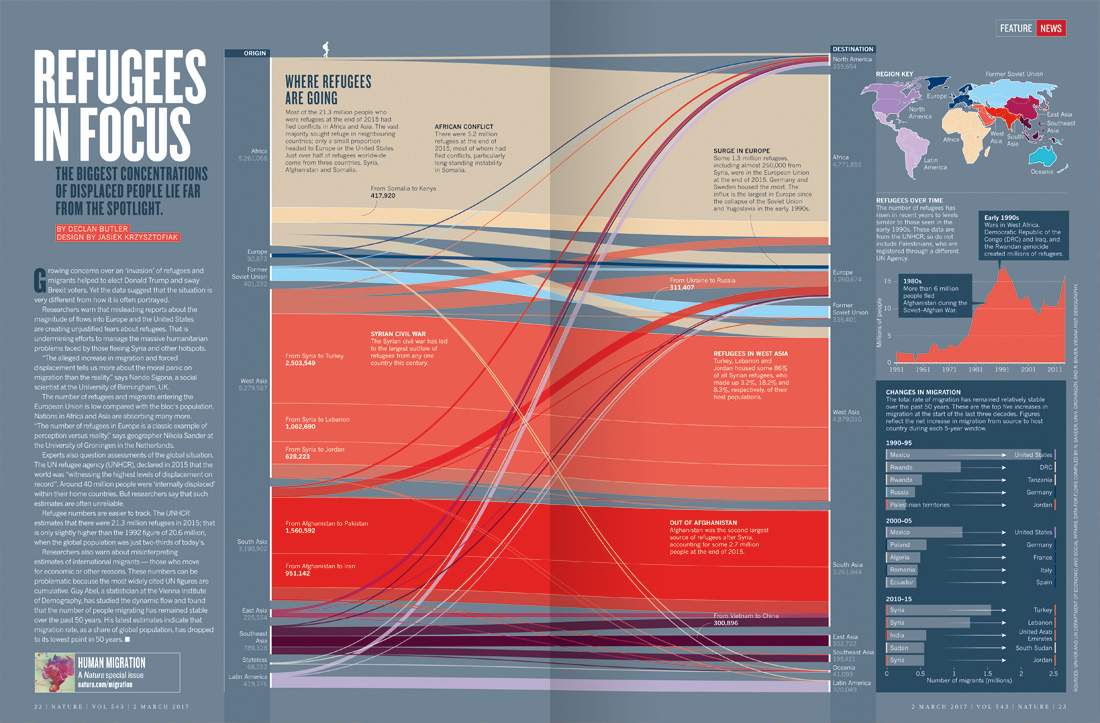 FEATURE NEWS
REFUGEES
IN FOCUS
THE BIGGEST CONCENTRATIONS
OF DISPLACED PEOPLE LIE FAR
FROM THE SPOTLIGHT.
BY DECLAN BUTLER
DESIGN BY JASIEK KRZYSZTOFIAK
Growing concerns over an ‘invasion’ of refugees and
migrants helped to elect Donald Trump and sway
Brexit voters. Yet the data suggest that the situation is
very different from how it is often portrayed.
Researchers warn that misleading reports about the
magnitude of flows into Europe and the United States
are creating unjustified fears about refugees. That is
undermining efforts to manage the massive humanitarian
problems faced by those fleeing Syria and other hotspots.
“The alleged increase in migration and forced
displacement tells us more about the moral panic on
migration than the reality,” says Nando Sigona, a social
scientist at the University of Birmingham, UK.
The number of refugees and migrants entering the
European Union is low compared with the bloc’s population.
Nations in Africa and Asia are absorbing many more.
“The number of refugees in Europe is a classic example of
perception versus reality,” says geographer Nikola Sander at
the University of Groningen in the Netherlands.
Experts also question assessments of the global situation.
The UN refugee agency (UNHCR), declared in 2015 that the
world was “witnessing the highest levels of displacement on
record”. Around 40 million people were ‘internally displaced’
within their home countries. But researchers say that such
estimates are often unreliable.
Refugee numbers are easier to track. The UNHCR
estimates that there were 21.3 million refugees in 2015; that
is only slightly higher than the 1992 figure of 20.6 million,
when the global population was just two-thirds of today’s.
Researchers also warn about misinterpreting
estimates of international migrants — those who move
for economic or other reasons. These numbers can be
problematic because the most widely cited UN figures are
cumulative. Guy Abel, a statistician at the Vienna Institute
of Demography, has studied the dynamic flow and found
that the number of people migrating has remained stable
over the past 50 years. His latest estimates indicate that
migration rate, as a share of global population, has dropped
to its lowest point in 50 years. ■
HUMAN MIGRATION
A Nature special issue
nature.com/migration
22 | NATURE | VOL 543 | 2 MARCH 2017
ORIGIN
Africa
5,261,068
Europe
92,873
Former
Soviet Union
401,232
West Asia
5,279,587
South Asia
3,190,902
East Asia
225,554
Southeast
Asia
789,328
Stateless
68,232
Latin America
419,376
WHERE REFUGEES
ARE GOING
Most of the 21.3 million people who
were refugees at the end of 2015 had
fled conflicts in Africa and Asia. The vast
majority sought refuge in neighbouring
countries; only a small proportion
headed to Europe or the United States.
Just over half of refugees worldwide
come from three countries, Syria,
Afghanistan and Somalia.
AFRICAN CONFLICT
There were 5.2 million
refugees at the end of
2015, most of whom had
fled conflicts, particularly
long-standing instability
in Somalia.
From Somalia to Kenya
417,920
SURGE IN EUROPE
Some 1.3 million refugees,
including almost 250,000 from
Syria, were in the European Union
at the end of 2015. Germany and
Sweden housed the most. The
influx is the largest in Europe since
the collapse of the Soviet Union
and Yugoslavia in the early 1990s.
From Ukraine to Russia
311,407
SYRIAN CIVIL WAR
The Syrian civil war has led
to the largest outflow of
refugees from any one
country this century.
From Syria to Turkey
2,503,549
From Syria to Lebanon
1,062,690
From Syria to Jordan
628,223
REFUGEES IN WEST ASIA
Turkey, Lebanon and
Jordan housed some 86%
of all Syrian refugees, who
made up 3.2%, 18.2% and
8.3%, respectively, of their
host populations.
From Afghanistan to Pakistan
1,560,592
From Afghanistan to Iran
951,142
OUT OF AFGHANISTAN
Afghanistan was the second largest
source of refugees after Syria,
accounting for some 2.7 million
people at the end of 2015.
From Vietnam to China
300,896
DESTINATION
North America
339,654
Africa
4,771,855
Europe
Former
Soviet Union
336,401
West Asia
4,879,010
South Asia
3,261,844
East Asia
302,722
Southeast Asia
Oceania
41,093
Latin America
320,049
REGION KEY
Former Soviet Union
Europe
North
America
East Asia
Southeast
Asia
West
Asia
South
Asia
Africa
Latin
America
Oceania
REFUGEES OVER TIME
The number of refugees has
risen in recent years to levels
similar to those seen in the
early 1990s. These data are
from the UNHCR, so do not
include Palestinians, who are
registered through a different
UN Agency.
Early 1990s
Wars in West Africa,
Democratic Republic of the
Congo (DRC) and Iraq, and
the Rwandan genocide
created millions of refugees.
1980s
More than 6 million
people fled
Afghanistan during the
Soviet–Afghan War.
Millions of people
15
10
5
0
1951 1961 1971 1981 1991 2001 2011
CHANGES IN MIGRATION
The total rate of migration has remained relatively stable
over the past 50 years. These are the top five increases in
migration at the start of the last three decades. Figures
reflect the net increase in migration from source to host
country during each 5-year window.
1990–95
Mexico United States
Rwanda DRC
Rwanda Tanzania
Russia Germany
Palestinian territories Jordan
2000–05
Mexico United States
Poland Germany
Algeria France
Romania Italy
Ecuador Spain
2010–15
Syria Turkey
Syria Lebanon
India United Arab
Emirates
Sudan South Sudan
Syria Jordan
0 0.5 1.0 1.5 2.0 2.5
Number of migrants (millions)
2 MARCH 2017 | VOL 543 | NATURE | 23